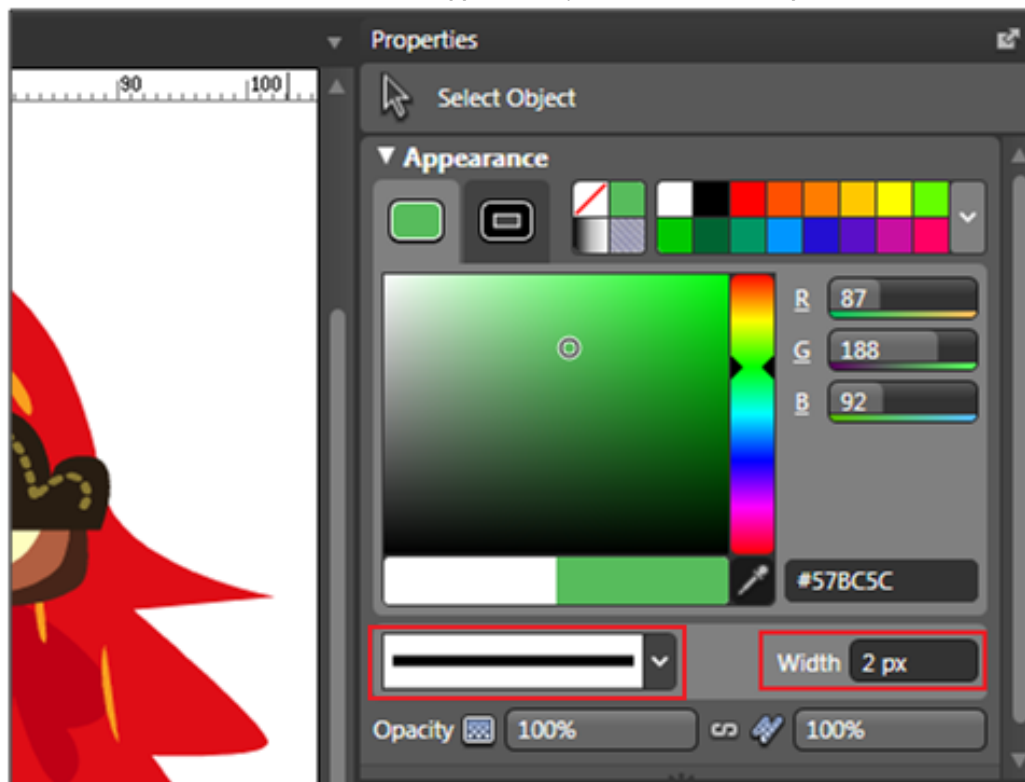 Properties
90 100
Select Object
Appearance
R 87
G 188
B 92
#57BC5C
Width 2 px
Opacity 100% 100%